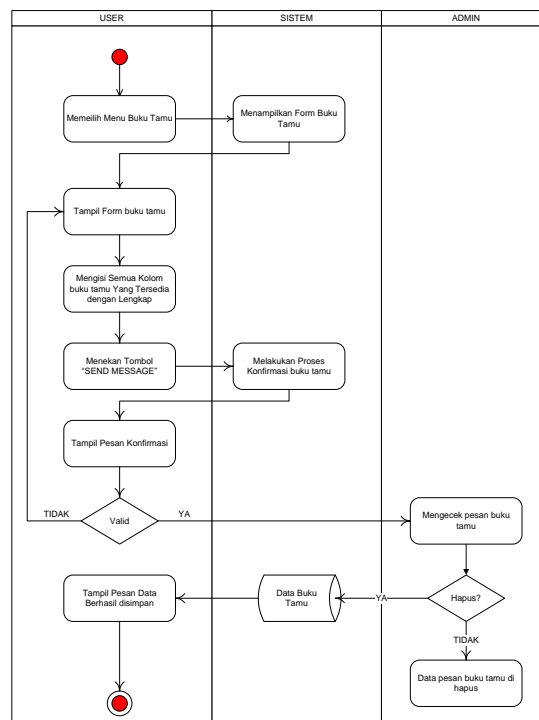 USER
SISTEM
ADMIN
Memeilih Menu Buku Tamu
Menampilkan Form Buku
Tamu
Tampil Form buku tamu
Mengisi Semua Kolom
buku tamu Yang Tersedia
dengan Lengkap
Menekan Tombol
“SEND MESSAGE”
Melakukan Proses
Konfirmasi buku tamu
Tampil Pesan Konfirmasi
TIDAK
Valid
YA
Mengecek pesan buku
tamu
Tampil Pesan Data
Berhasil disimpan
Data Buku
Tamu
YA
Hapus?
TIDAK
Data pesan buku tamu di
hapus